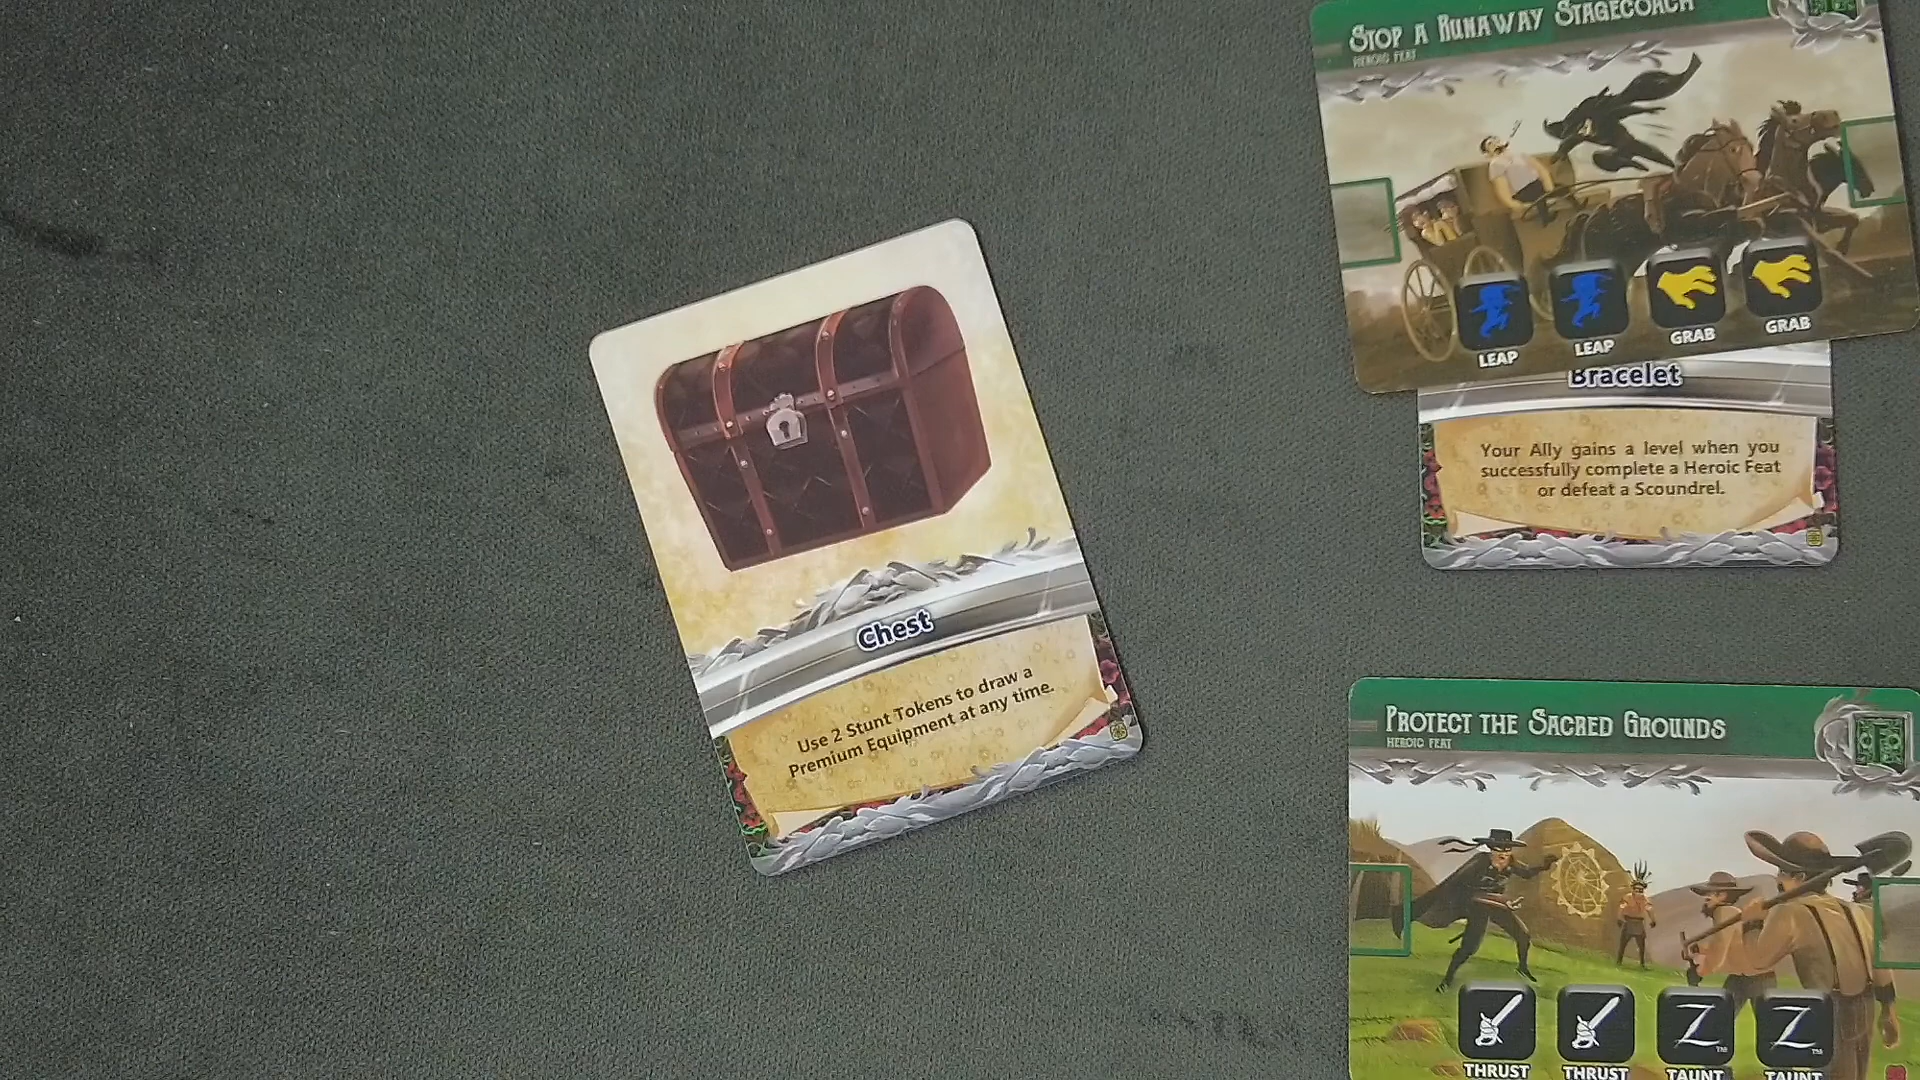 STOP A RUNAWAY STAGECOACH
HEROIC FEAT
LEAP
LEAP
GRAB
GRAB
Bracelet
Your Ally gains a level when you
successfully complete a Heroic Feat
or defeat a Scoundrel.
Chest
Use 2 Stunt Tokens to draw a
Premium Equipment at any time.
PROTECT THE SACRED GROUNDS
HEROIC FEAT
Z™
Z™
THRUST
THRUST
TAUNT
TAUNT